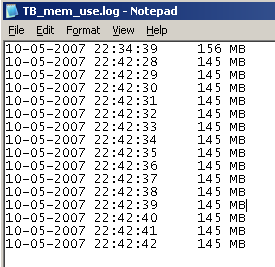 TB_mem_use.log - Notepad
File Edit Format View Help
10-05-2007 22:34:39 156 MB
10-05-2007 22:42:28 145 MB
10-05-2007 22:42:29 145 MB
10-05-2007 22:42:30 145 MB
10-05-2007 22:42:31 145 MB
10-05-2007 22:42:32 145 MB
10-05-2007 22:42:33 145 MB
10-05-2007 22:42:34 145 MB
10-05-2007 22:42:35 145 MB
10-05-2007 22:42:36 145 MB
10-05-2007 22:42:37 145 MB
10-05-2007 22:42:38 145 MB
10-05-2007 22:42:39 145 MB
10-05-2007 22:42:40 145 MB
10-05-2007 22:42:41 145 MB
10-05-2007 22:42:42 145 MB